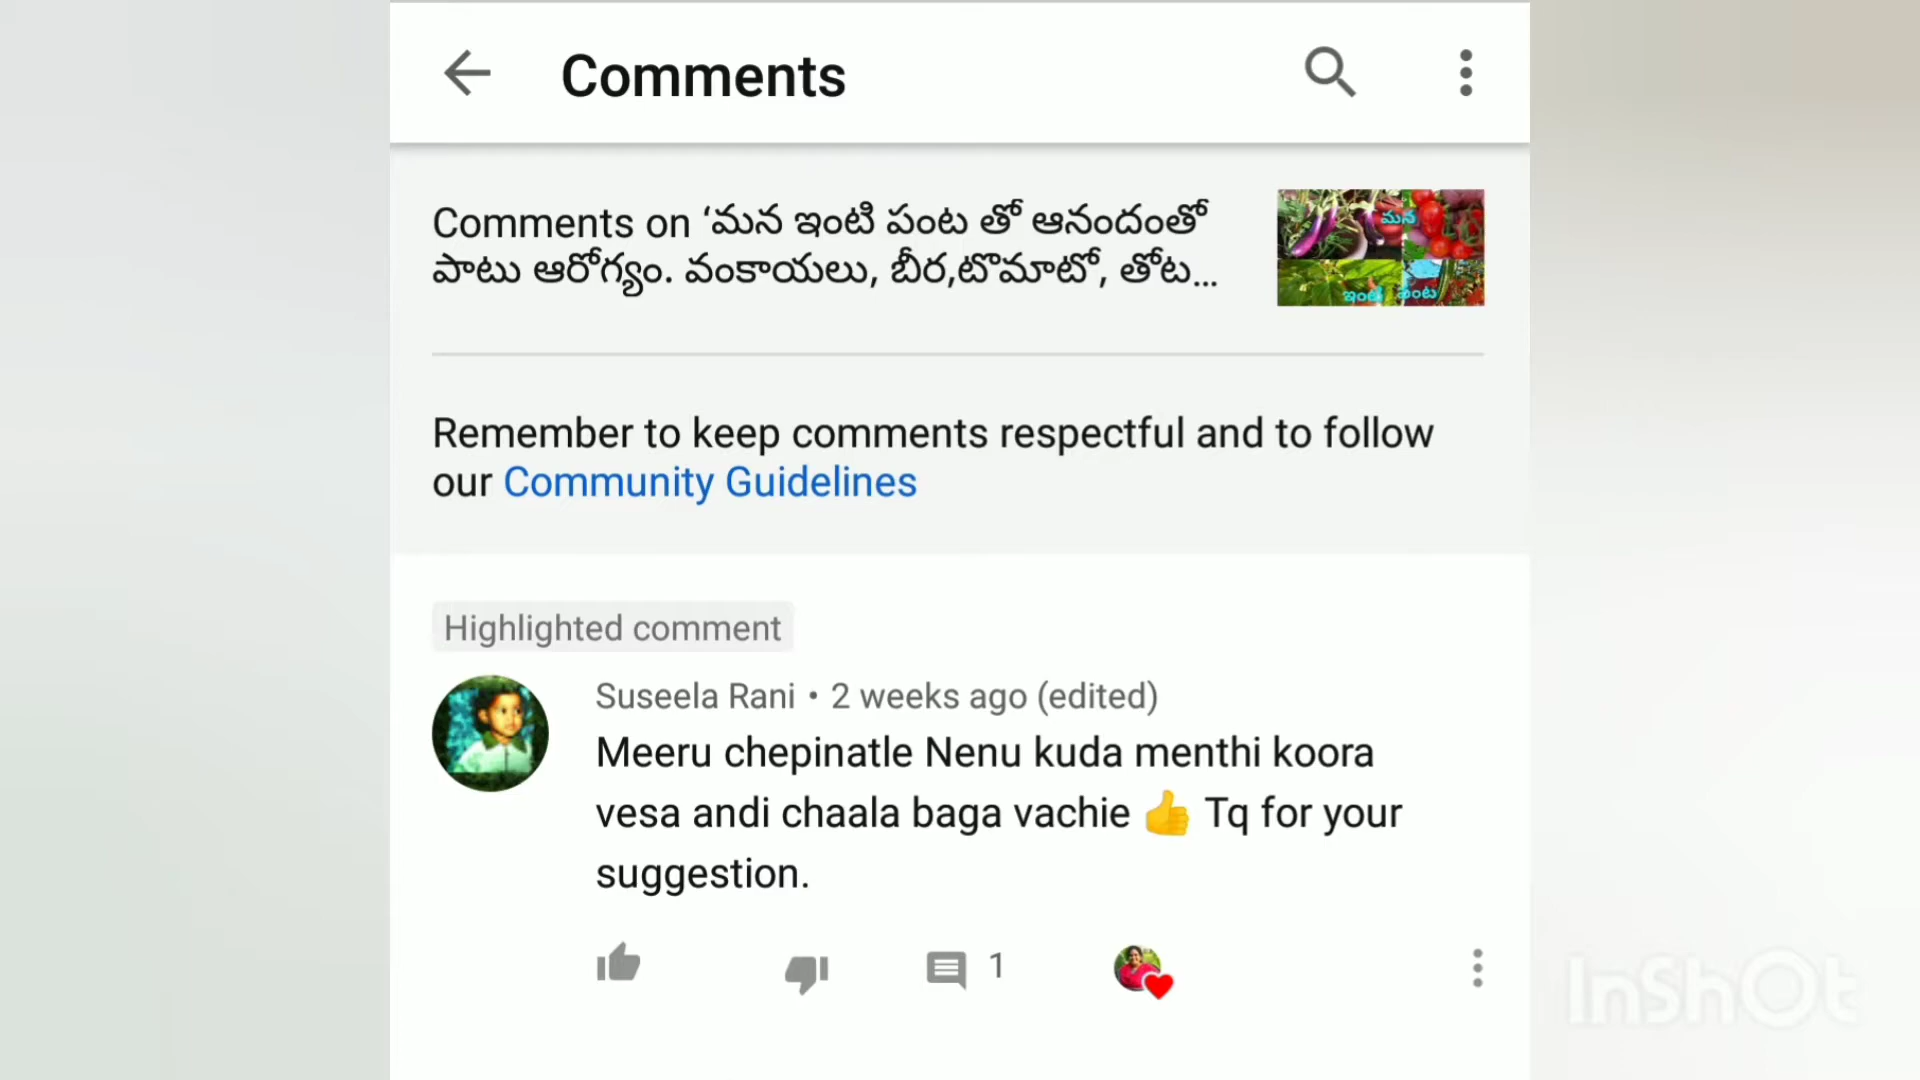 Comments
Comments on ‘మన ఇంటి పంట తో ఆనందంతో
పాటు ఆరోగ్యం. వంకాయలు, బీర,టొమాటో, తోట...
మన
ఇంటి పంట
Remember to keep comments respectful and to follow
our Community Guidelines
Highlighted comment
Suseela Rani • 2 weeks ago (edited)
Meeru chepinatle Nenu kuda menthi koora
vesa andi chaala baga vachie 👍 Tq for your
suggestion.
1
InShOt